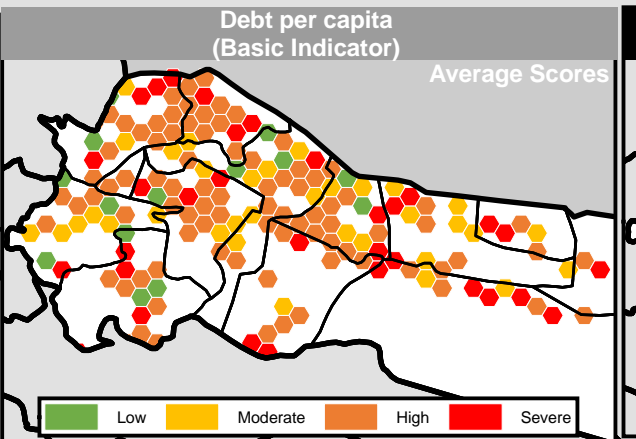 Debt per capita
(Basic Indicator)
Average Scores
Low Moderate High Severe